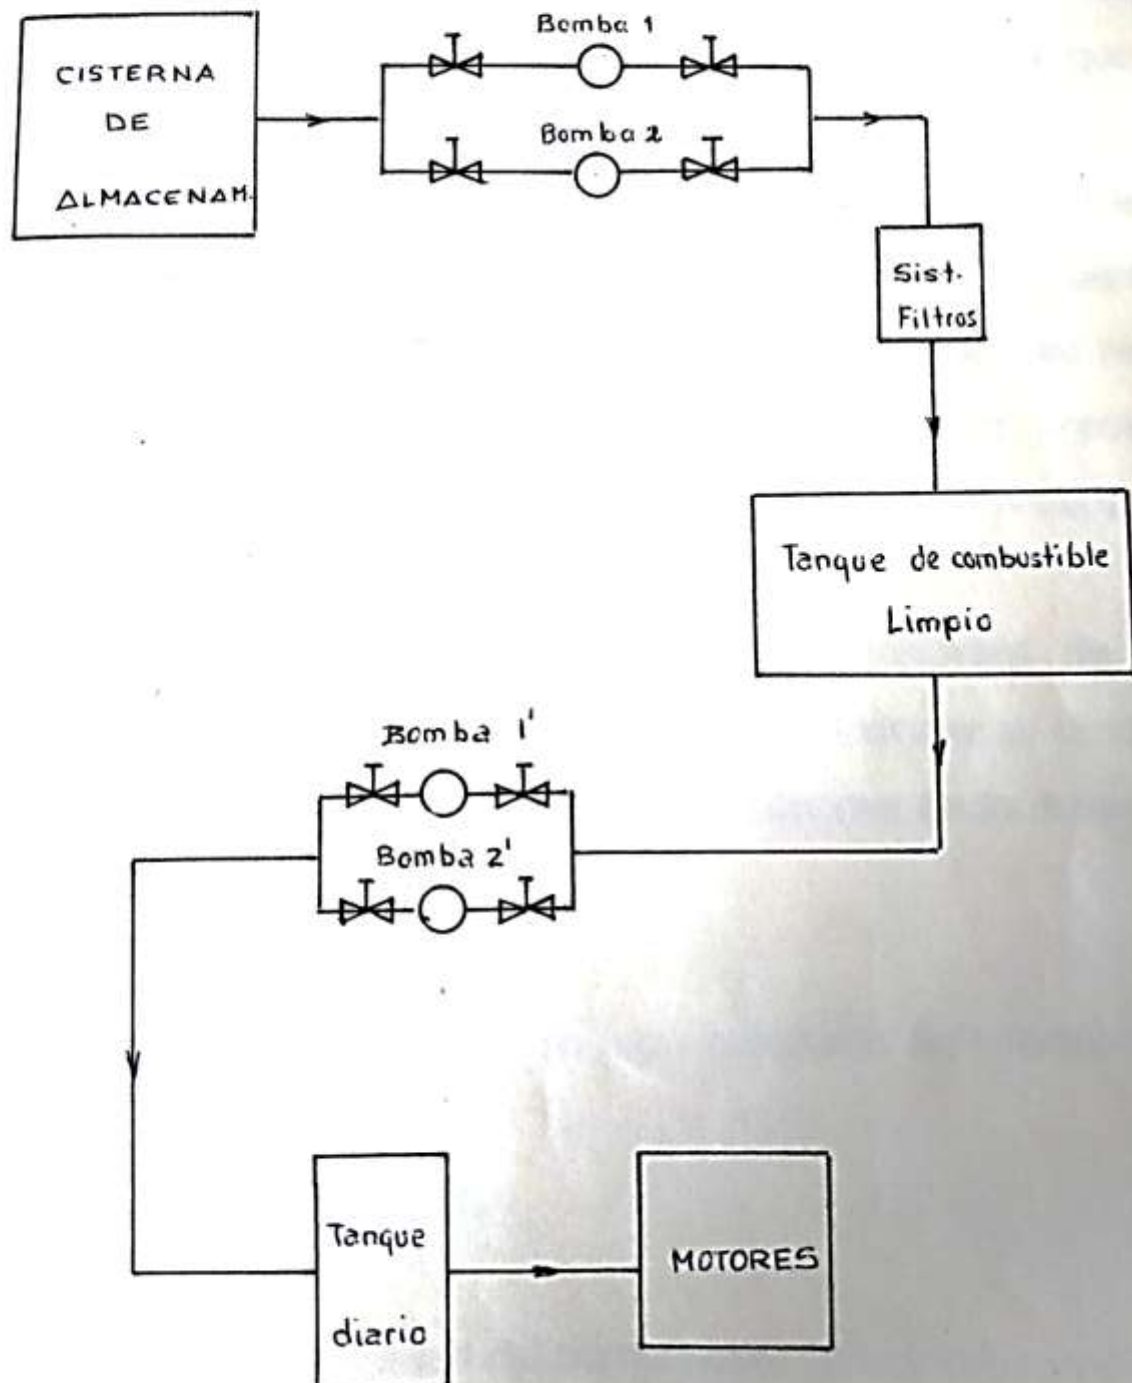 CISTERNA
DE
ALMACENAM.
Bomba 1
Bomba 2
Sist.
Filtros
Tanque de combustible
Limpio
Bomba 1'
Bomba 2'
Tanque
diario
MOTORES